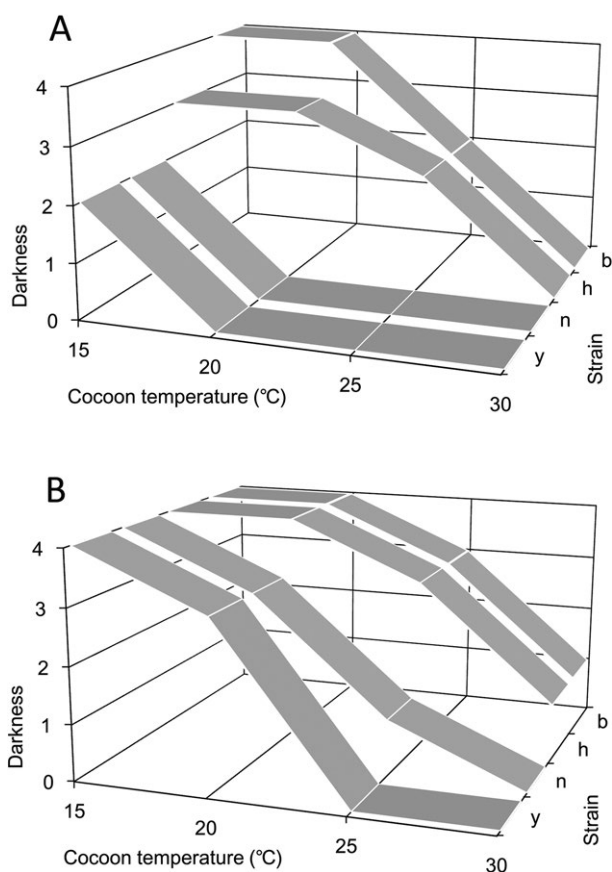 A
4
3
2
1
0
Darkness
15
20
25
30
Cocoon temperature (℃)
b
h
n
y
Strain
B
4
3
2
1
0
Darkness
15
20
25
30
Cocoon temperature (℃)
b
h
n
y
Strain